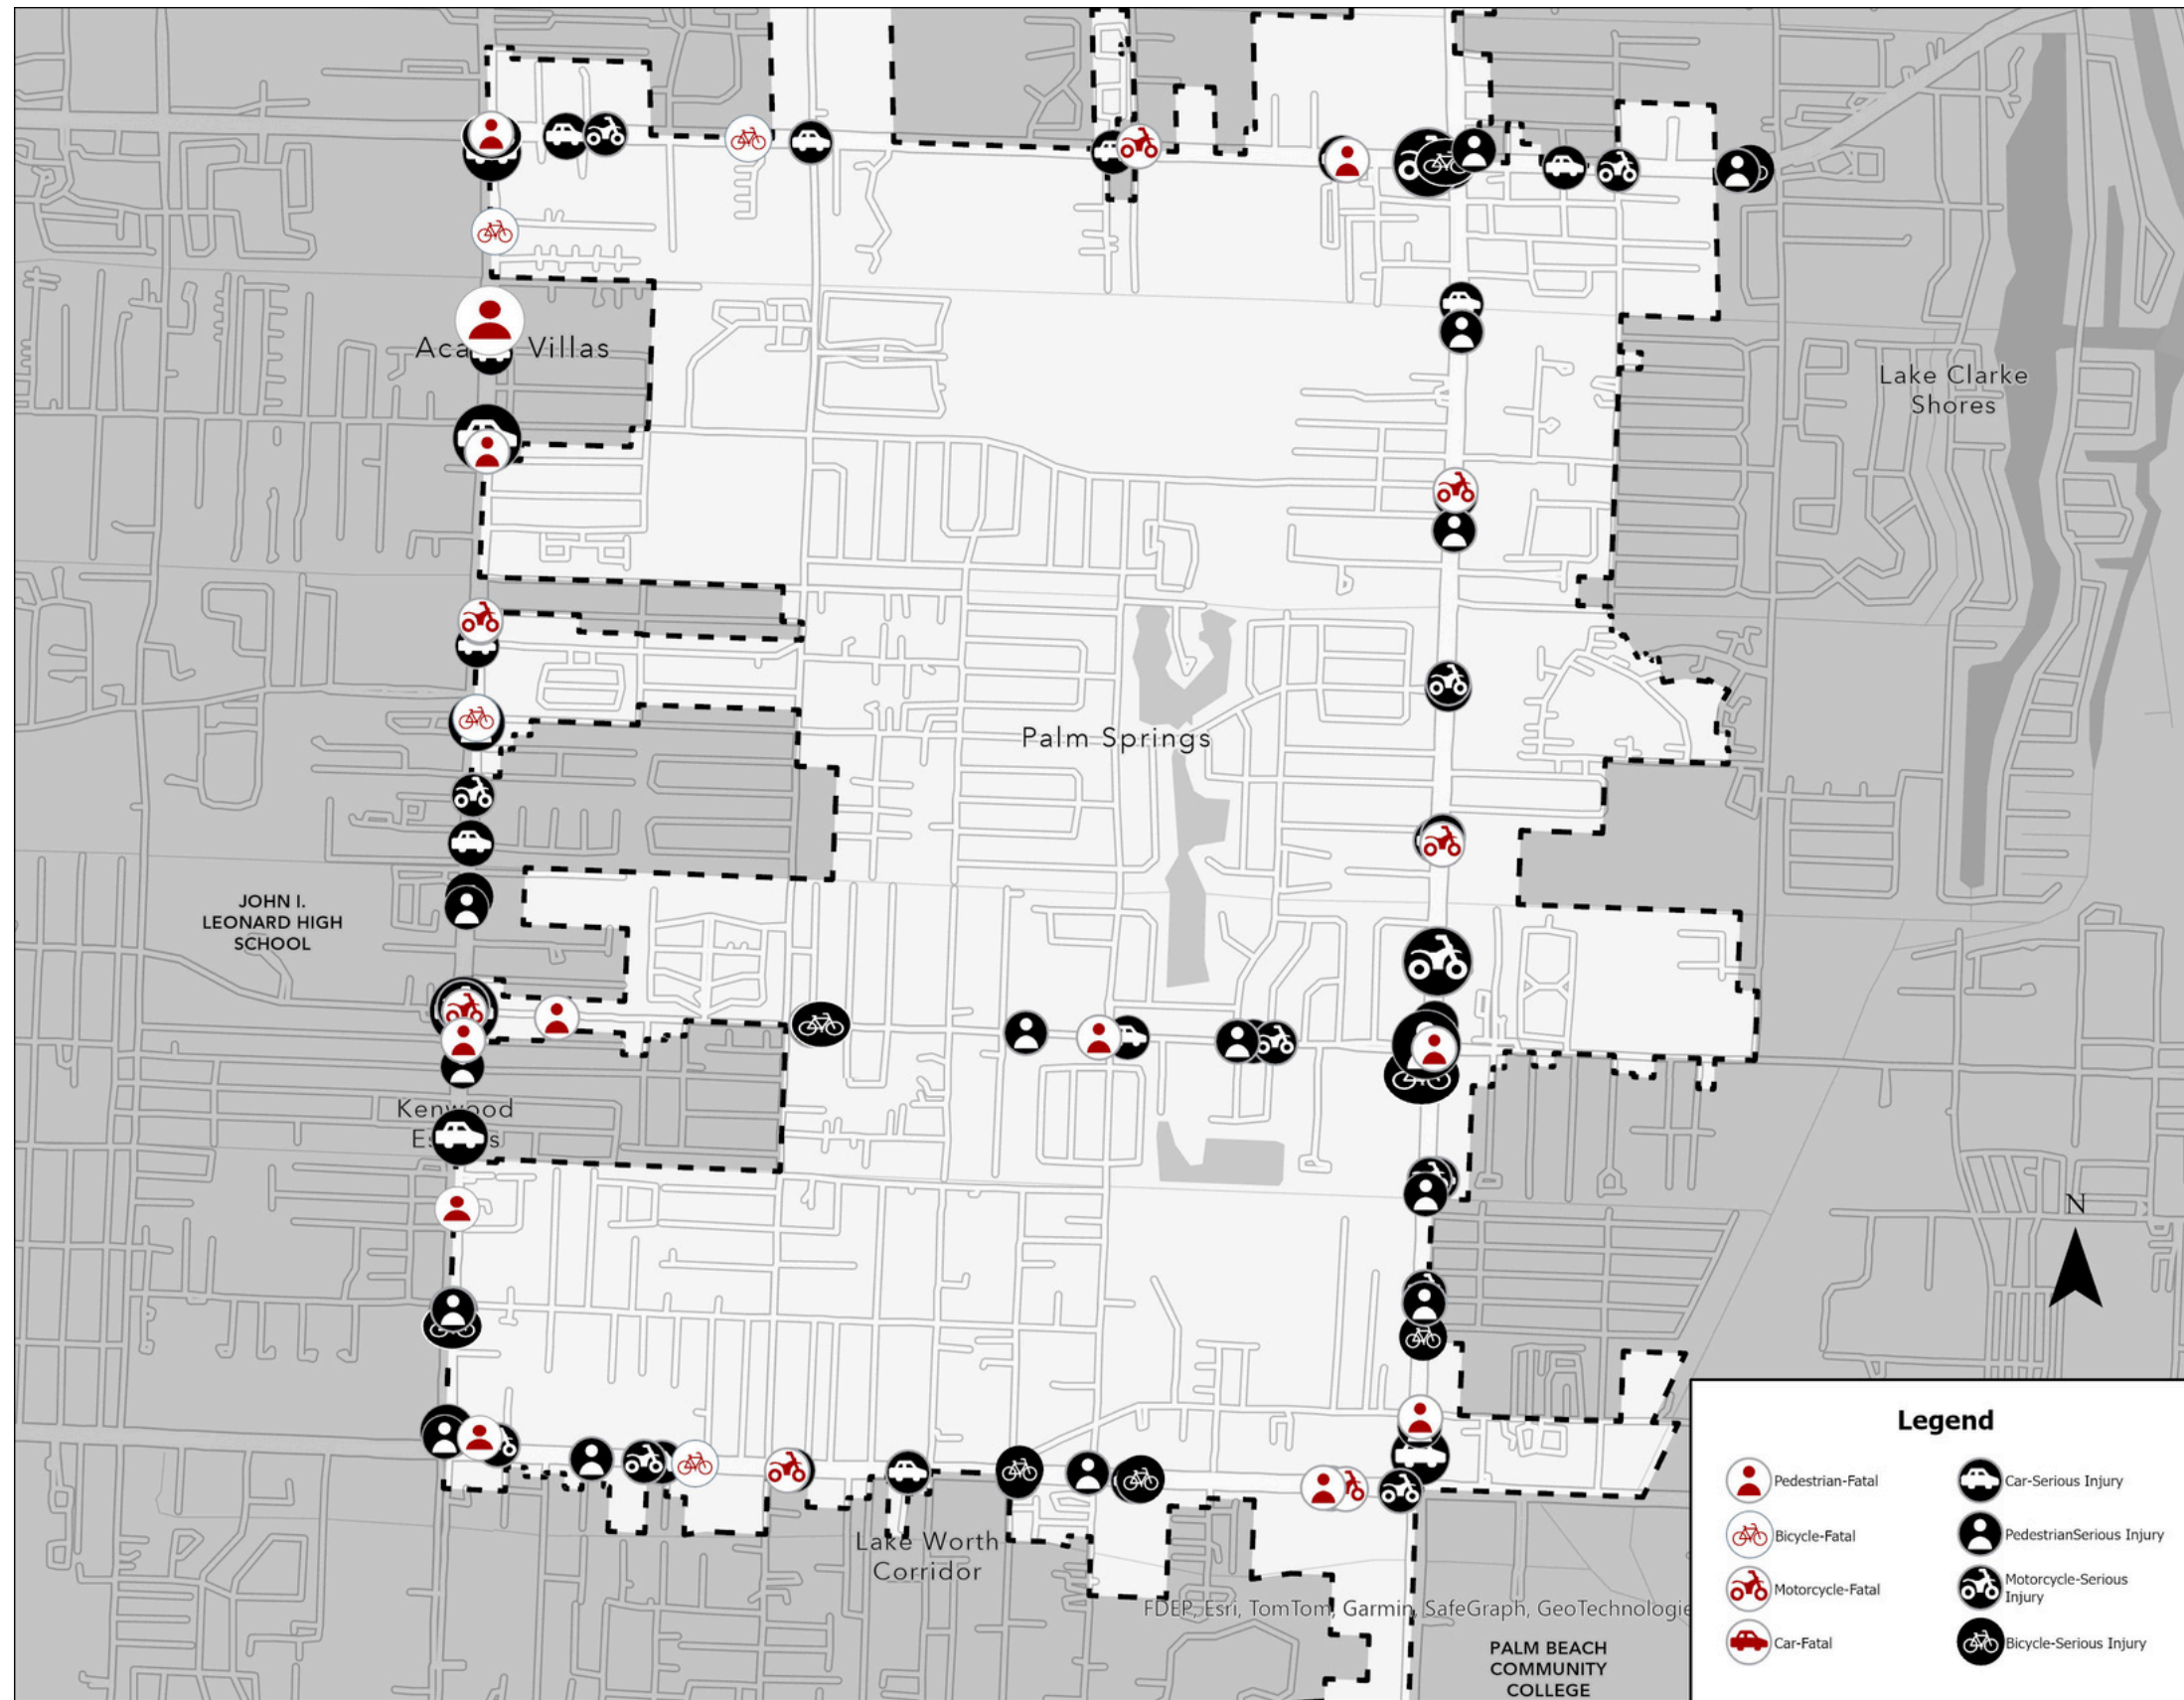 Acacia Villas
Lake Clarke
Shores
Palm Springs
JOHN I.
LEONARD HIGH
SCHOOL
Kenwood
Es s
N
Lake Worth
Corridor
FDEP, Esri, TomTom, Garmin, SafeGraph, GeoTechnologie
PALM BEACH
COMMUNITY
COLLEGE
Legend
Pedestrian-Fatal
Bicycle-Fatal
Motorcycle-Fatal
Car-Fatal
Car-Serious Injury
PedestrianSerious Injury
Motorcycle-Serious
Injury
Bicycle-Serious Injury